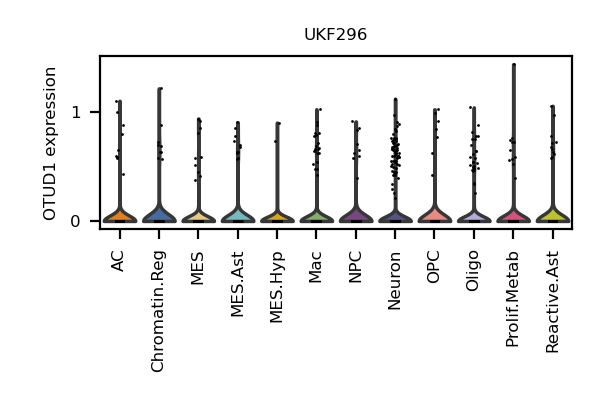 UKF296
OTUD1 expression
1
0
AC
Chromatin.Reg
MES
MES.Ast
MES.Hyp
Mac
NPC
Neuron
OPC
Oligo
Prolif.Metab
Reactive.Ast